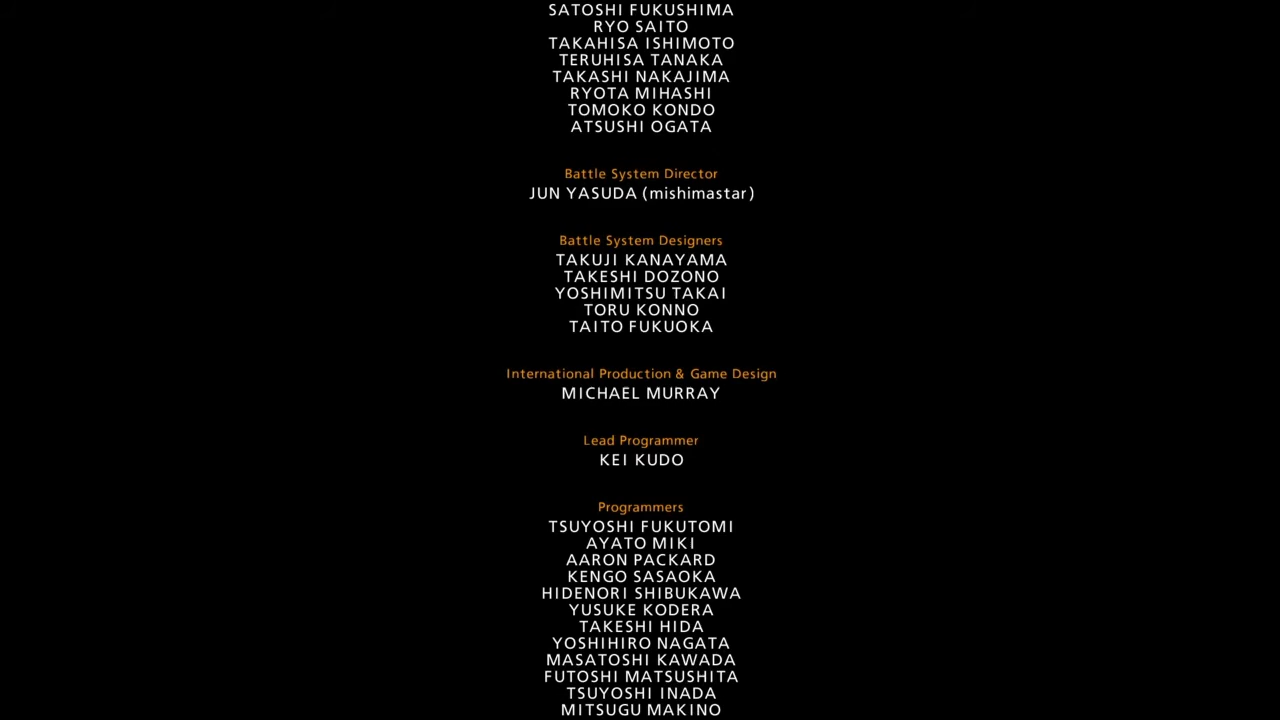 SATOSHI FUKUSHIMA
RYO SAITO
TAKAHISA ISHIMOTO
TERUHISA TANAKA
TAKASHI NAKAJIMA
RYOTA MIHASHI
TOMOKO KONDO
ATSUSHI OGATA
Battle System Director
JUN YASUDA (mishimastar)
Battle System Designers
TAKUJI KANAYAMA
TAKESHI DOZONO
YOSHIMITSU TAKAI
TORU KONNO
TAITO FUKUOKA
International Production & Game Design
MICHAEL MURRAY
Lead Programmer
KEI KUDO
Programmers
TSUYOSHI FUKUTOMI
AYATO MIKI
AARON PACKARD
KENGO SASAOKA
HIDENORI SHIBUKAWA
YUSUKE KODERA
TAKESHI HIDA
YOSHIHIRO NAGATA
MASATOSHI KAWADA
FUTOSHI MATSUSHITA
TSUYOSHI INADA
MITSUGU MAKINO